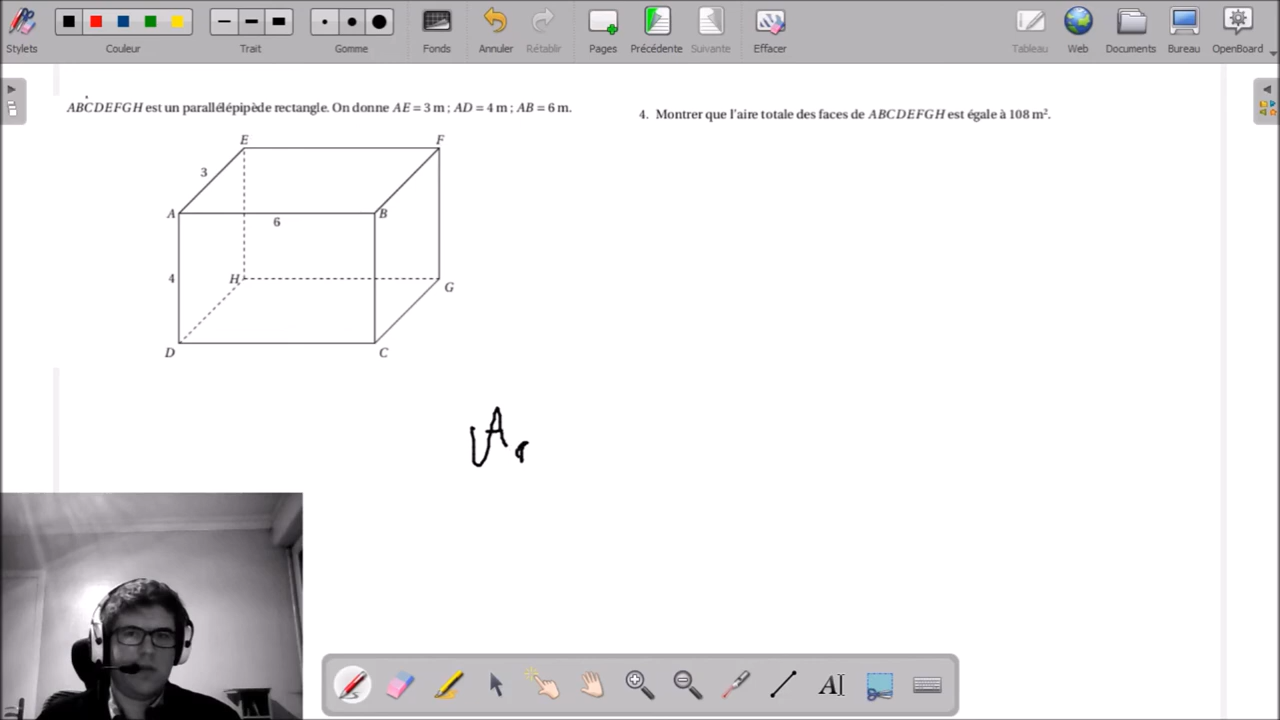 Stylets
Couleur
Trait
Gomme
Fonds
Annuler
Rétablir
Pages
Précédente
Suivante
Effacer
Tableau
Web
Documents
Bureau
OpenBoard
ABCDEFGH est un parallélépipède rectangle. On donne AE = 3 m ; AD = 4 m ; AB = 6 m.
4. Montrer que l'aire totale des faces de ABCDEFGH est égale à 108 m².
E
F
3
A
B
6
4
H
G
D
C
A
AI